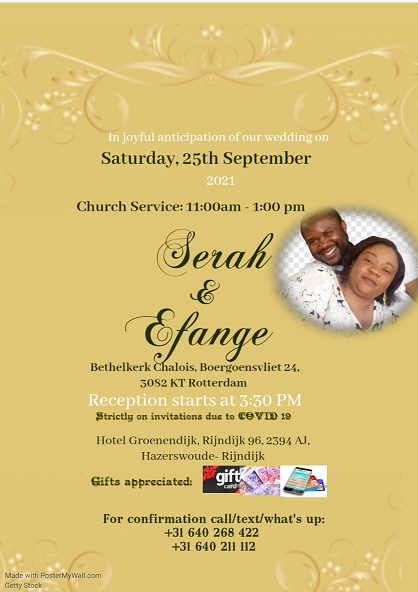 In joyful anticipation of our wedding on
Saturday, 25th September
2021
Church Service: 11:00am - 1:00 pm
Serah
&
Efange
Bethelkerk Chalois, Boergoensvliet 24,
3082 KT Rotterdam
Reception starts at 3:30 PM
Strictly on invitations due to COVID 19
Hotel Groenendijk, Rijndijk 96, 2394 AJ,
Hazerswoude- Rijndijk
Gifts appreciated:
gift
card
For confirmation call/text/what's up:
+31 640 268 422
+31 640 211 112
Made with PosterMyWall.com
Getty Stock